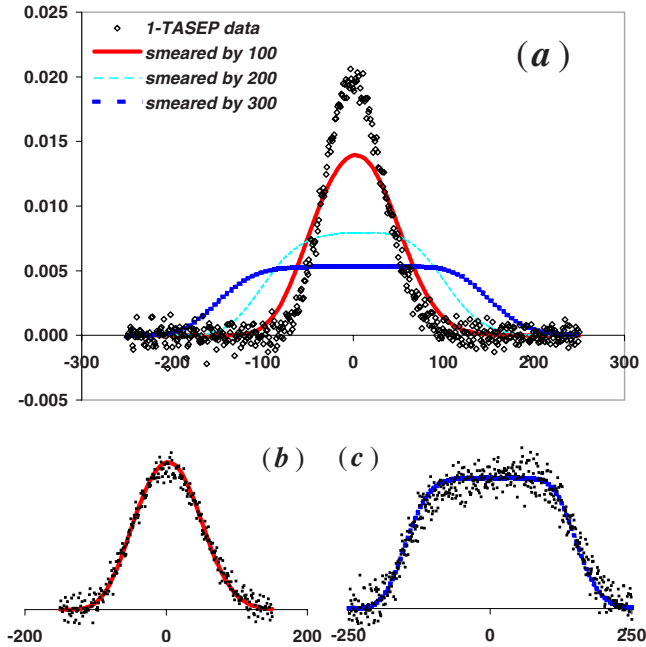 0.025
1-TASEP data
smeared by 100
smeared by 200
smeared by 300
(a)
0.020
0.015
0.010
0.005
0.000
-300 -200 -100 0 100 200 300
-0.005
(b) (c)
-200 0 200
-250 0 250